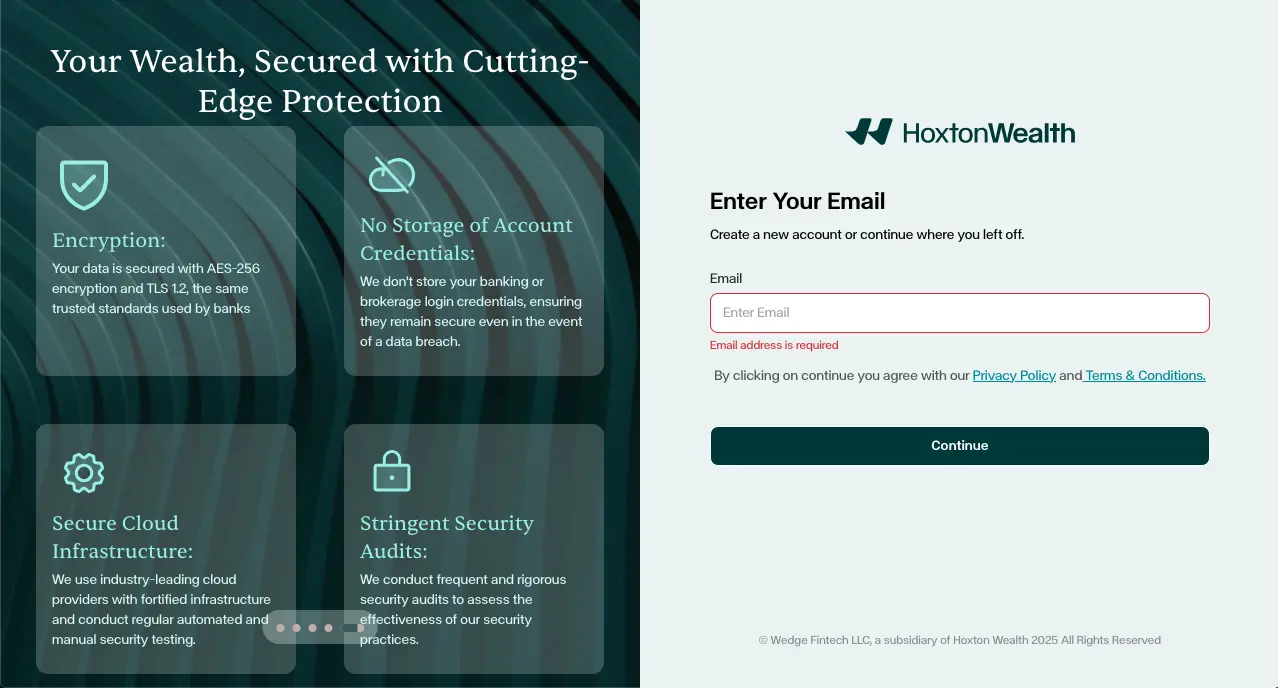 Your Wealth, Secured with Cutting-
Edge Protection
Encryption:
Your data is secured with AES-256
encryption and TLS 1.2, the same
trusted standards used by banks
No Storage of Account
Credentials:
We don't store your banking or
brokerage login credentials, ensuring
they remain secure even in the event
of a data breach.
Secure Cloud
Infrastructure:
We use industry-leading cloud
providers with fortified infrastructure
and conduct regular automated and
manual security testing.
Stringent Security
Audits:
We conduct frequent and rigorous
security audits to assess the
effectiveness of our security
practices.
HoxtonWealth
Enter Your Email
Create a new account or continue where you left off.
Email
Enter Email
Email address is required
By clicking on continue you agree with our Privacy Policy and Terms & Conditions.
Continue
© Wedge Fintech LLC, a subsidiary of Hoxton Wealth 2025 All Rights Reserved